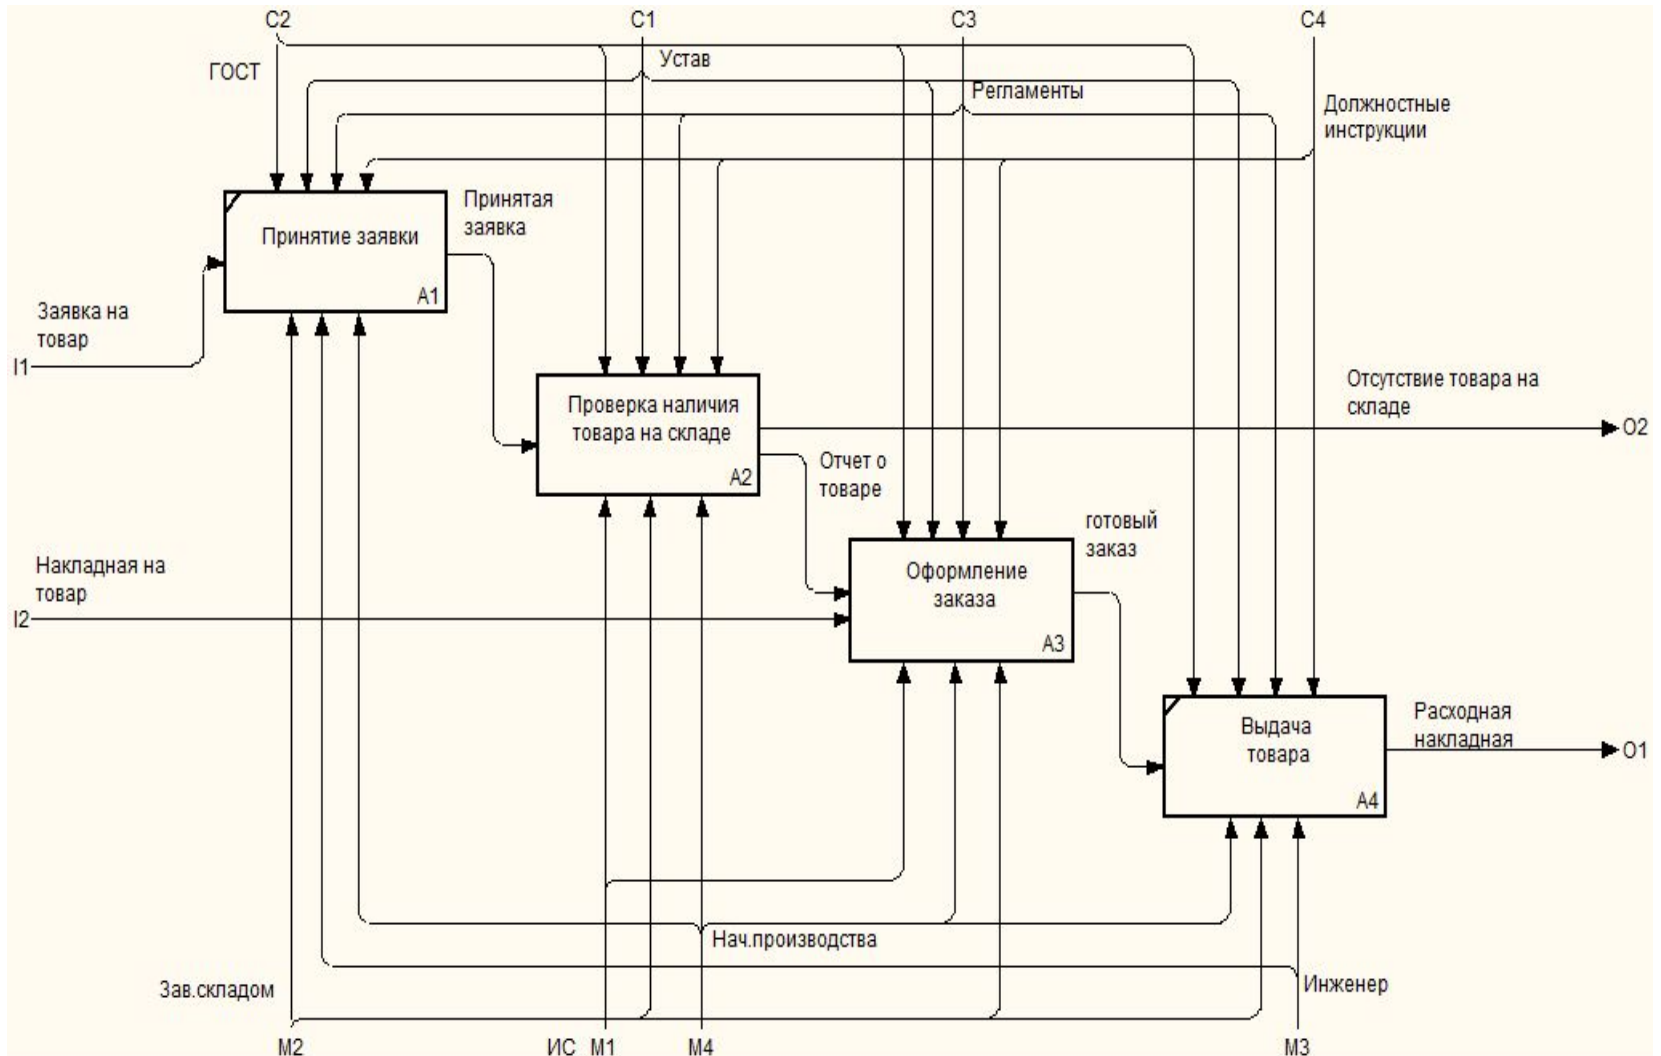 C2
C1
C3
C4
ГОСТ
Устав
Регламенты
Должностные
инструкции
Принятая
заявка
Принятие заявки
A1
Заявка на
товар
I1
Проверка наличия
товара на складе
A2
Отсутствие товара на
складе
O2
Отчет о
товаре
готовый
заказ
Накладная на
товар
I2
Оформление
заказа
A3
Выдача
товара
A4
Расходная
накладная
O1
Нач.производства
Зав.складом
Инженер
M2
ИС M1
M4
M3